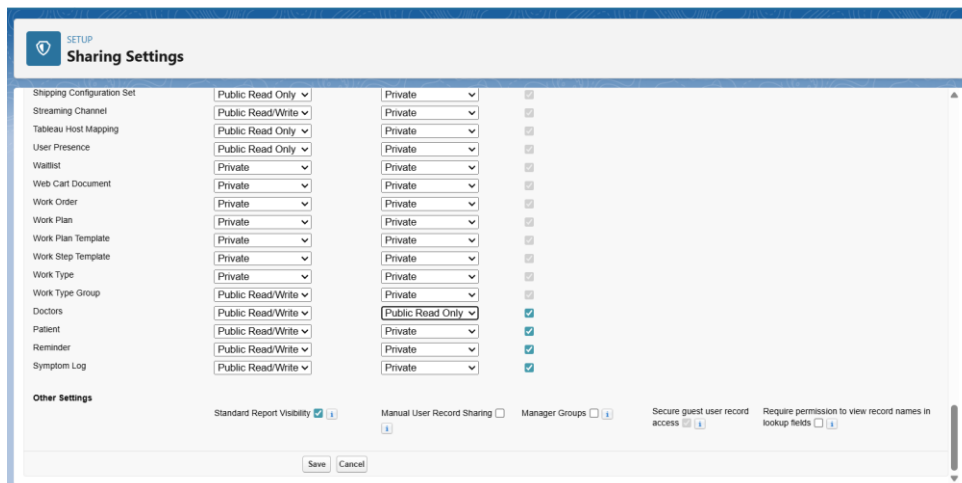 SETUP
Sharing Settings
Shipping Configuration Set Public Read Only Private
Streaming Channel Public Read/Write Private
Tableau Host Mapping Public Read Only Private
User Presence Public Read Only Private
Waitlist Private Private
Web Cart Document Private Private
Work Order Private Private
Work Plan Private Private
Work Plan Template Private Private
Work Step Template Private Private
Work Type Private Private
Work Type Group Public Read/Write Private
Doctors Public Read/Write Public Read Only
Patient Public Read/Write Private
Reminder Public Read/Write Private
Symptom Log Public Read/Write Private
Other Settings
Standard Report Visibility i Manual User Record Sharing i Manager Groups i Secure guest user record access i Require permission to view record names in lookup fields i
Save Cancel